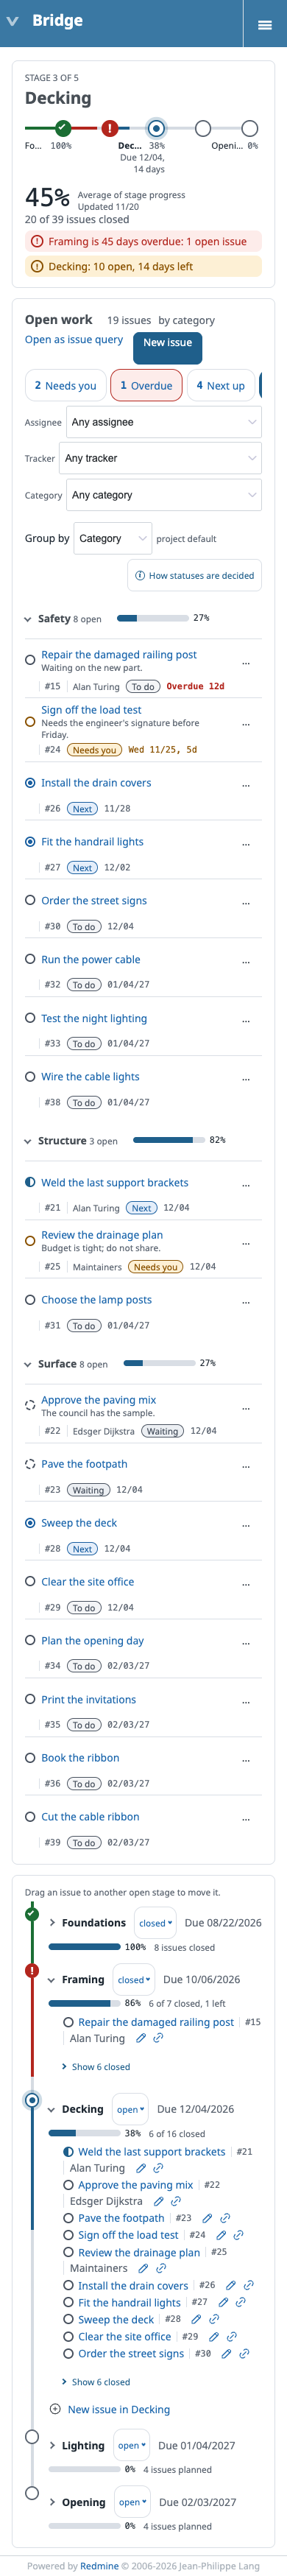 Bridge
STAGE 3 OF 5
Decking
Fo... 100% Dec... 38% Openi... 0%
Due 12/04,
14 days
45% Average of stage progress
Updated 11/20
20 of 39 issues closed
Framing is 45 days overdue: 1 open issue
Decking: 10 open, 14 days left
Open work 19 issues by category
Open as issue query New issue
2 Needs you 1 Overdue 4 Next up
Assignee Any assignee
Tracker Any tracker
Category Any category
Group by Category project default
How statuses are decided
Safety 8 open 27%
Repair the damaged railing post ...
Waiting on the new part.
#15 Alan Turing To do Overdue 12d
Sign off the load test ...
Needs the engineer's signature before
Friday.
#24 Needs you Wed 11/25, 5d
Install the drain covers ...
#26 Next 11/28
Fit the handrail lights ...
#27 Next 12/02
Order the street signs ...
#30 To do 12/04
Run the power cable ...
#32 To do 01/04/27
Test the night lighting ...
#33 To do 01/04/27
Wire the cable lights ...
#38 To do 01/04/27
Structure 3 open 82%
Weld the last support brackets ...
#21 Alan Turing Next 12/04
Review the drainage plan ...
Budget is tight; do not share.
#25 Maintainers Needs you 12/04
Choose the lamp posts ...
#31 To do 01/04/27
Surface 8 open 27%
Approve the paving mix ...
The council has the sample.
#22 Edsger Dijkstra Waiting 12/04
Pave the footpath ...
#23 Waiting 12/04
Sweep the deck ...
#28 Next 12/04
Clear the site office ...
#29 To do 12/04
Plan the opening day ...
#34 To do 02/03/27
Print the invitations ...
#35 To do 02/03/27
Book the ribbon ...
#36 To do 02/03/27
Cut the cable ribbon ...
#39 To do 02/03/27
Drag an issue to another open stage to move it.
Foundations closed Due 08/22/2026
100% 8 issues closed
Framing closed Due 10/06/2026
86% 6 of 7 closed, 1 left
Repair the damaged railing post #15
Alan Turing
Show 6 closed
Decking open Due 12/04/2026
38% 6 of 16 closed
Weld the last support brackets #21
Alan Turing
Approve the paving mix #22
Edsger Dijkstra
Pave the footpath #23
Sign off the load test #24
Review the drainage plan #25
Maintainers
Install the drain covers #26
Fit the handrail lights #27
Sweep the deck #28
Clear the site office #29
Order the street signs #30
Show 6 closed
New issue in Decking
Lighting open Due 01/04/2027
0% 4 issues planned
Opening open Due 02/03/2027
0% 4 issues planned
Powered by Redmine © 2006-2026 Jean-Philippe Lang